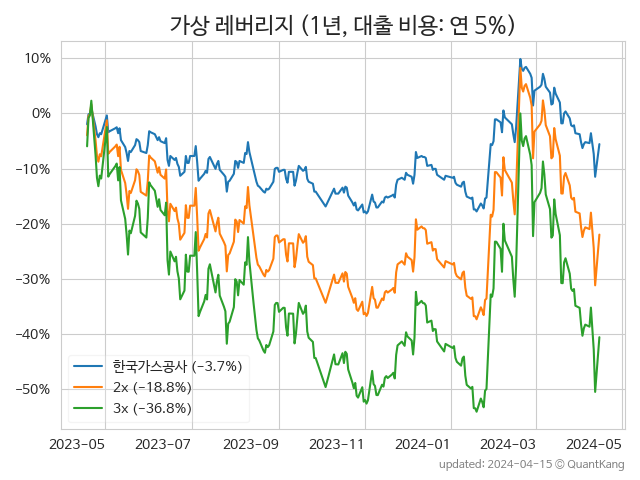 가상 레버리지 (1년, 대출 비용: 연 5%)
10%
0%
−10%
−20%
−30%
−40%
−50%
한국가스공사 (−3.7%)
2x (−18.8%)
3x (−36.8%)
2023-05 2023-07 2023-09 2023-11 2024-01 2024-03 2024-05
updated: 2024-04-15 © QuantKang